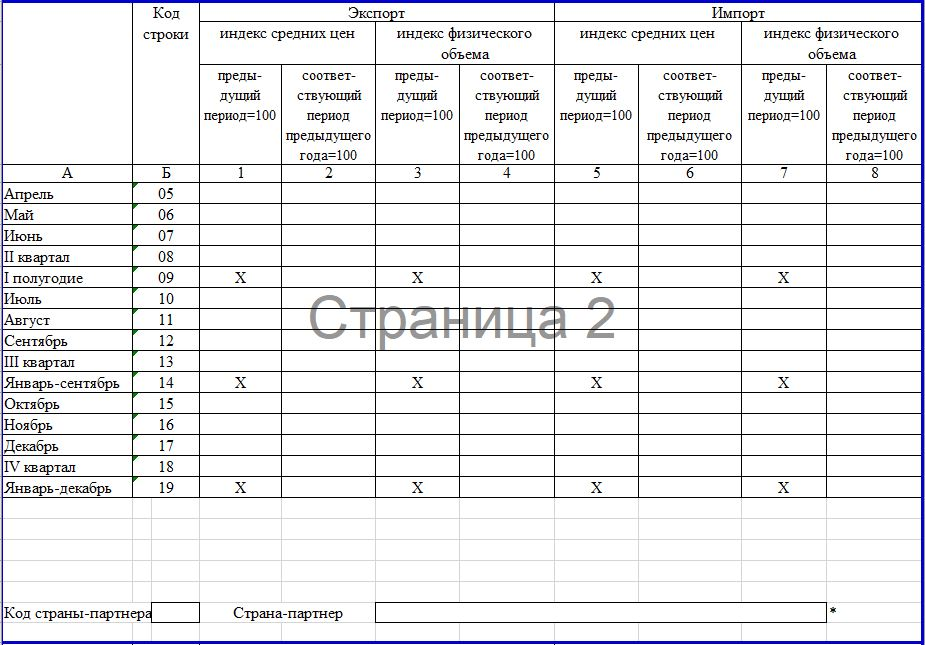 Код строки Экспорт Импорт
индекс средних цен индекс физического объема индекс средних цен индекс физического объема
преды-дущий период=100 соответ-ствующий период предыдущего года=100 преды-дущий период=100 соответ-ствующий период предыдущего года=100 преды-дущий период=100 соответ-ствующий период предыдущего года=100 преды-дущий период=100 соответ-ствующий период предыдущего года=100
А Б 1 2 3 4 5 6 7 8
Апрель 05
Май 06
Июнь 07
II квартал 08
I полугодие 09 X X X X
Июль 10
Август 11
Страница 2
Сентябрь 12
III квартал 13
Январь-сентябрь 14 X X X X
Октябрь 15
Ноябрь 16
Декабрь 17
IV квартал 18
Январь-декабрь 19 X X X X
Код страны-партнера Страна-партнер *